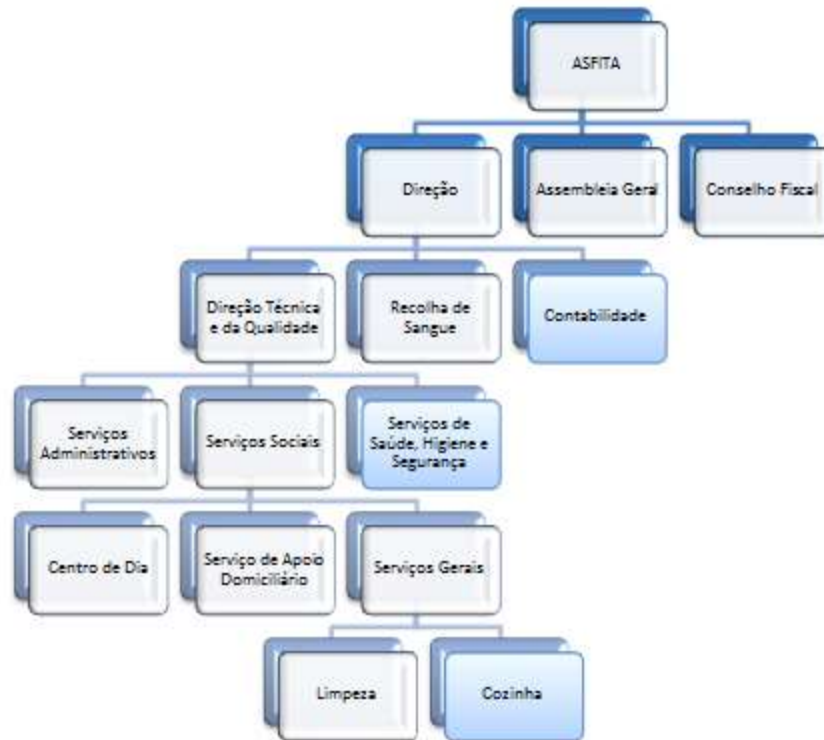 ASFITA
Direção
Assembleia Geral
Conselho Fiscal
Direção Técnica
e da Qualidade
Recolha de
Sangue
Contabilidade
Serviços
Administrativos
Serviços Sociais
Serviços de
Saúde, Higiene e
Segurança
Centro de Dia
Serviço de Apoio
Domiciliário
Serviços Gerais
Limpeza
Cozinha